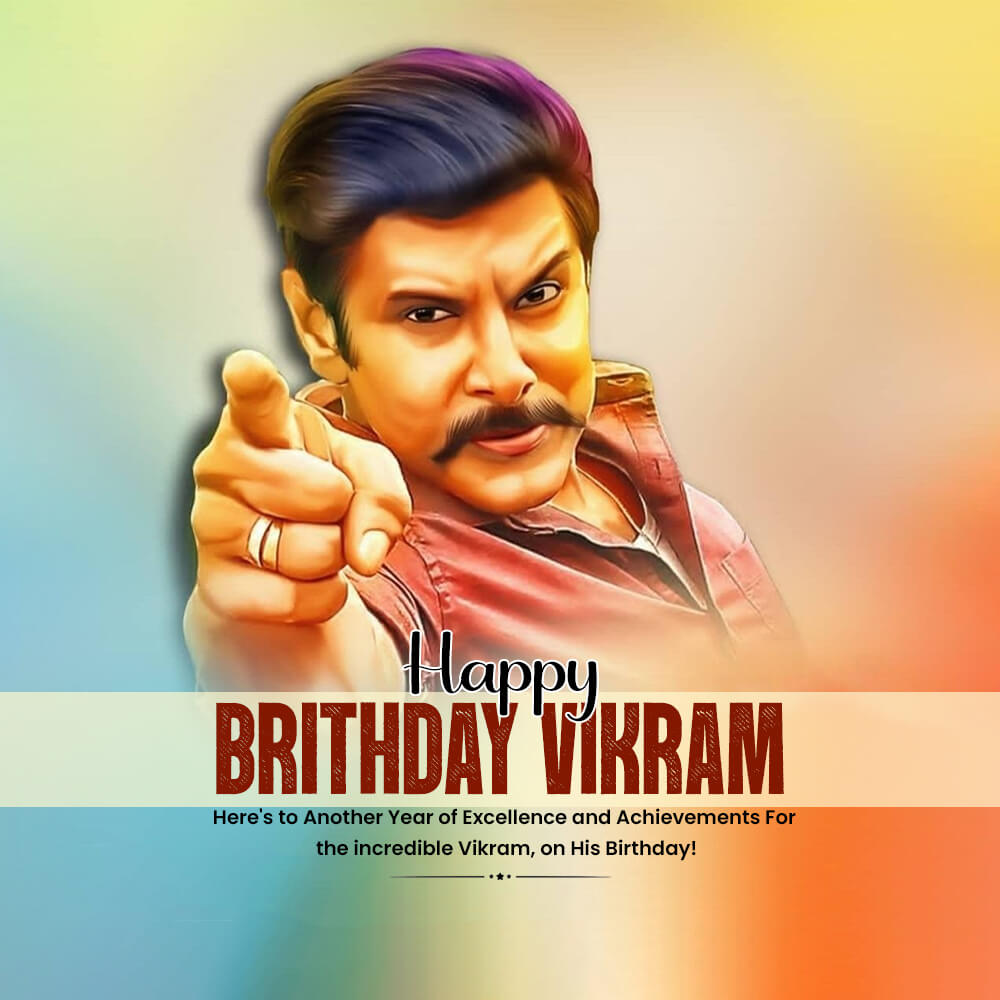 Happy
BRITHDAY VIKRAM
Here's to Another Year of Excellence and Achievements For
the incredible Vikram, on His Birthday!